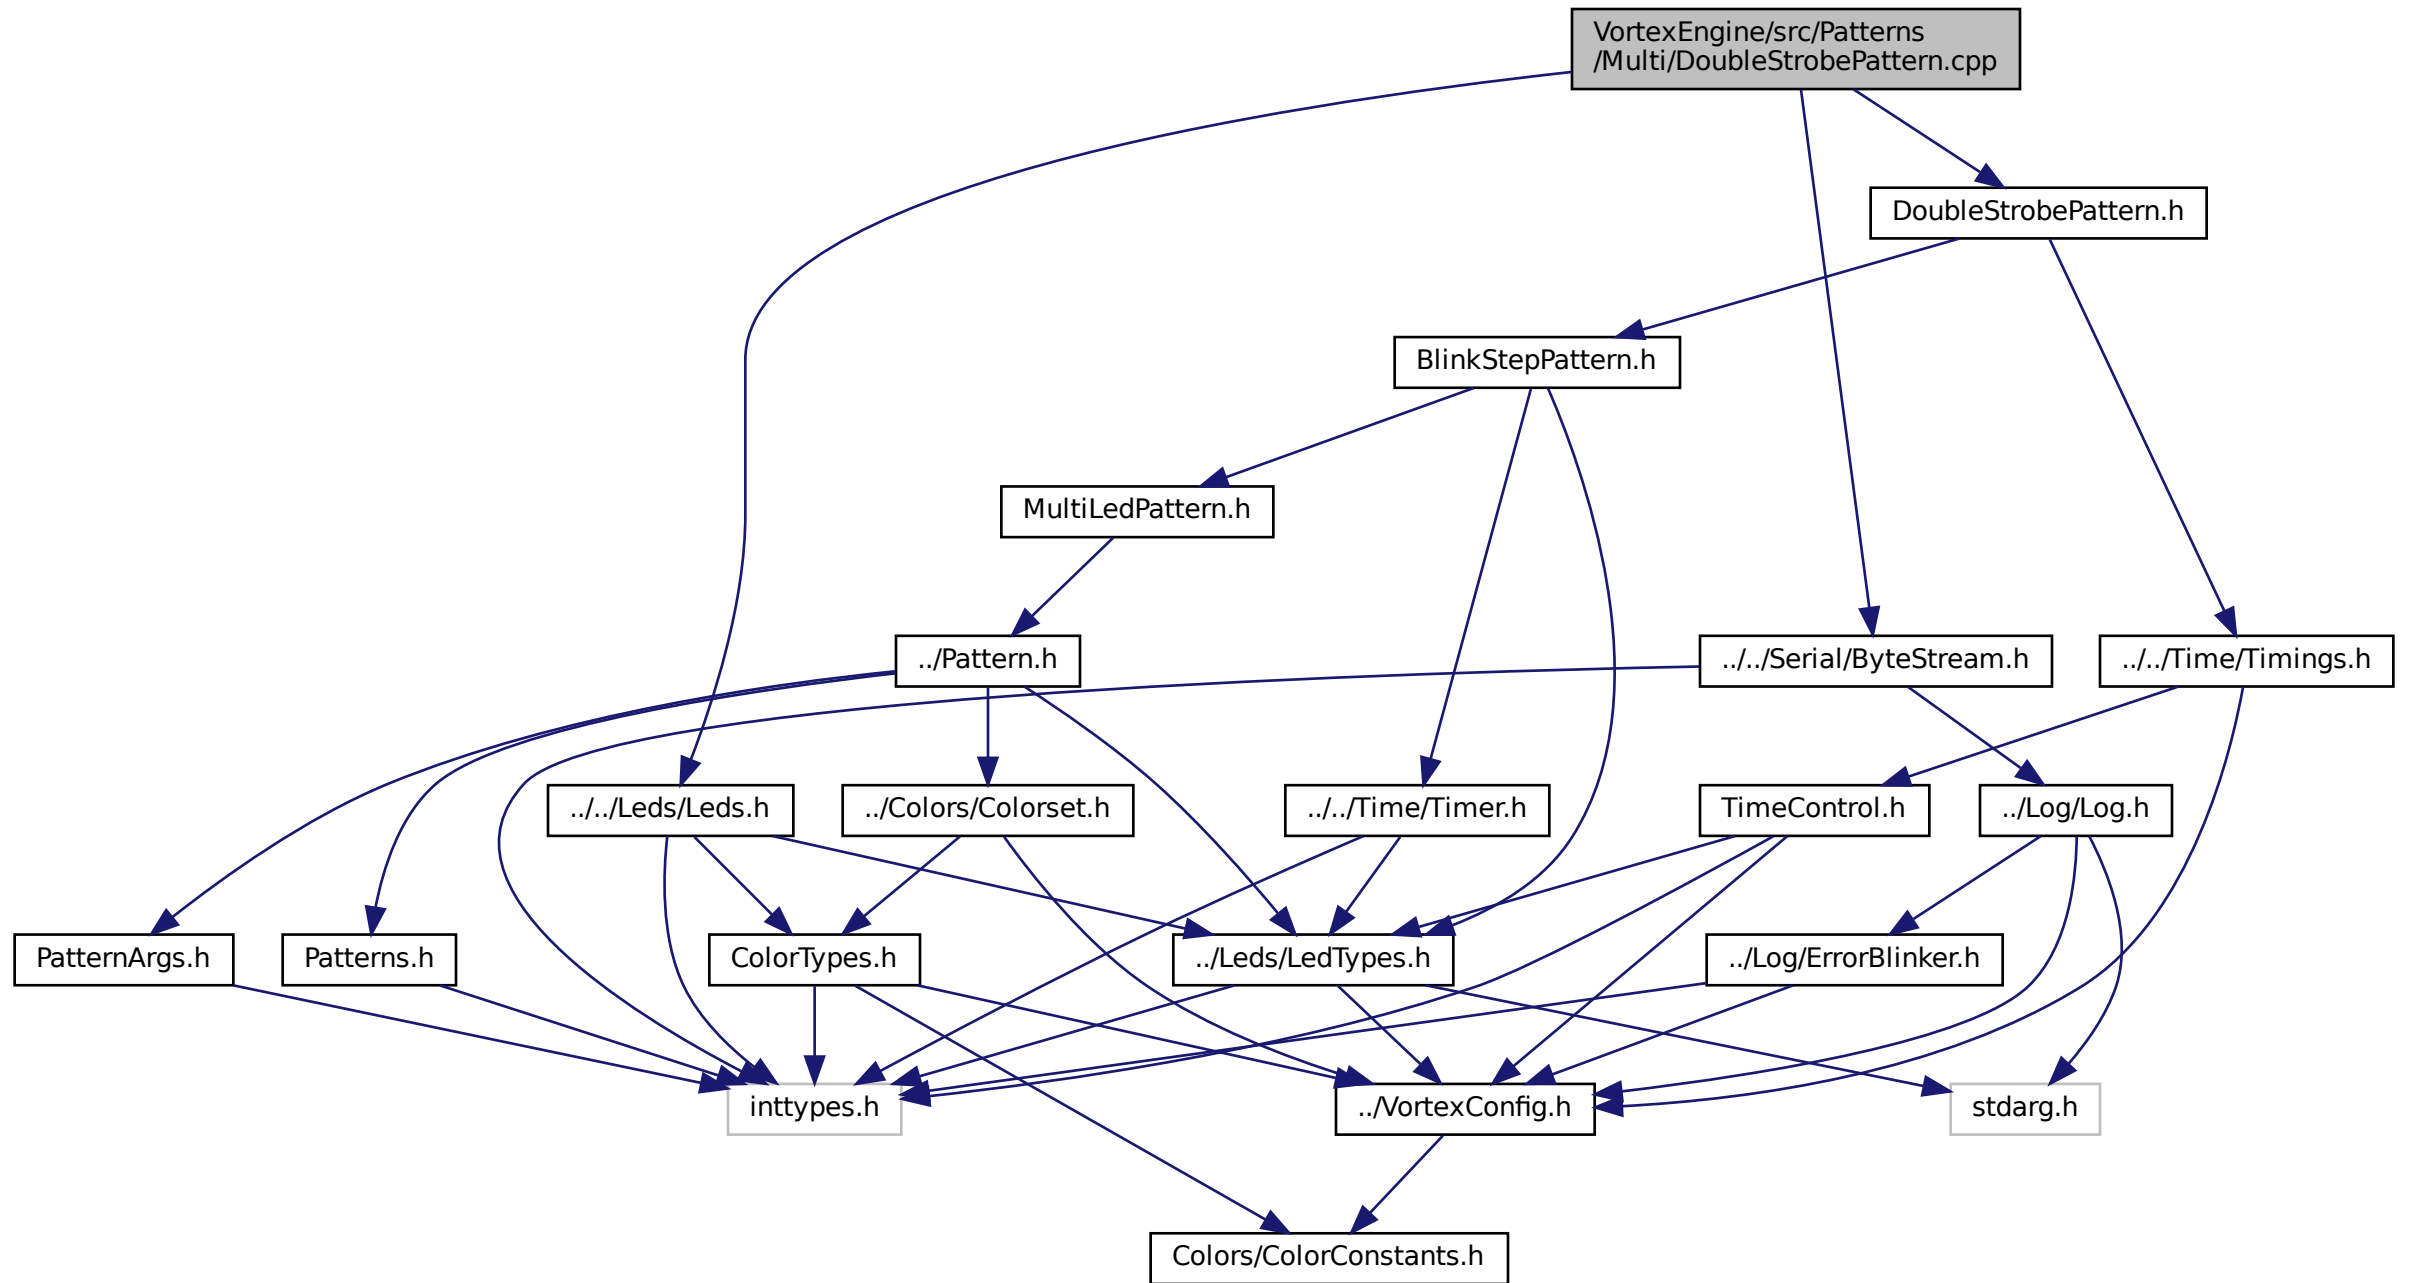 VortexEngine/src/Patterns
/Multi/DoubleStrobePattern.cpp
DoubleStrobePattern.h
BlinkStepPattern.h
MultiLedPattern.h
../Pattern.h
../../Serial/ByteStream.h
../../Time/Timings.h
../../Leds/Leds.h
../Colors/Colorset.h
../../Time/Timer.h
TimeControl.h
../Log/Log.h
PatternArgs.h
Patterns.h
ColorTypes.h
../Leds/LedTypes.h
../Log/ErrorBlinker.h
inttypes.h
../VortexConfig.h
stdarg.h
Colors/ColorConstants.h